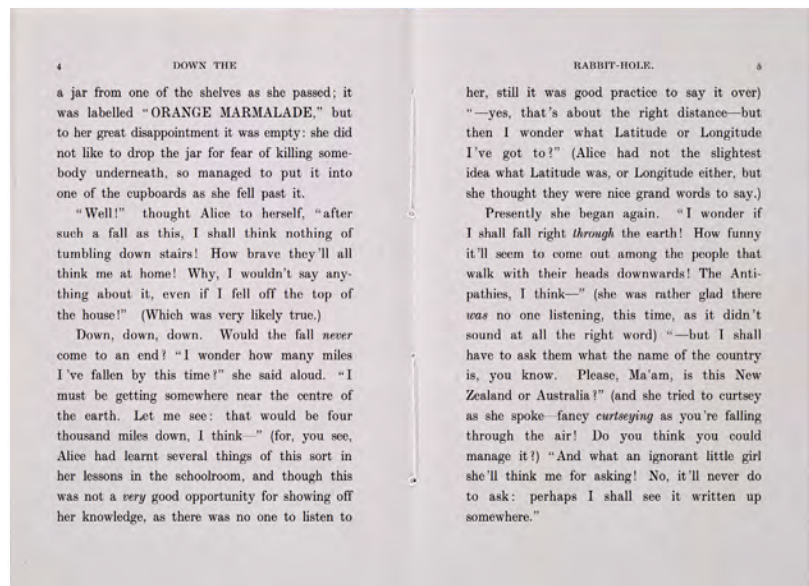 4
DOWN THE
a jar from one of the shelves as she passed; it
was labelled "ORANGE MARMALADE," but
to her great disappointment it was empty: she did
not like to drop the jar for fear of killing some-
body underneath, so managed to put it into
one of the cupboards as she fell past it.
"Well!" thought Alice to herself, "after
such a fall as this, I shall think nothing of
tumbling down stairs! How brave they'll all
think me at home! Why, I wouldn't say any-
thing about it, even if I fell off the top of
the house!" (Which was very likely true.)
Down, down, down. Would the fall never
come to an end? "I wonder how many miles
I 've fallen by this time?" she said aloud. "I
must be getting somewhere near the centre of
the earth. Let me see: that would be four
thousand miles down, I think—" (for, you see,
Alice had learnt several things of this sort in
her lessons in the schoolroom, and though this
was not a very good opportunity for showing off
her knowledge, as there was no one to listen to
RABBIT-HOLE.
5
her, still it was good practice to say it over)
"—yes, that's about the right distance—but
then I wonder what Latitude or Longitude
I've got to?" (Alice had not the slightest
idea what Latitude was, or Longitude either, but
she thought they were nice grand words to say.)
Presently she began again. "I wonder if
I shall fall right through the earth! How funny
it'll seem to come out among the people that
walk with their heads downwards! The Anti-
pathies, I think—" (she was rather glad there
was no one listening, this time, as it didn't
sound at all the right word) "—but I shall
have to ask them what the name of the country
is, you know. Please, Ma'am, is this New
Zealand or Australia?" (and she tried to curtsey
as she spoke—fancy curtseying as you're falling
through the air! Do you think you could
manage it?) "And what an ignorant little girl
she'll think me for asking! No, it'll never do
to ask: perhaps I shall see it written up
somewhere."